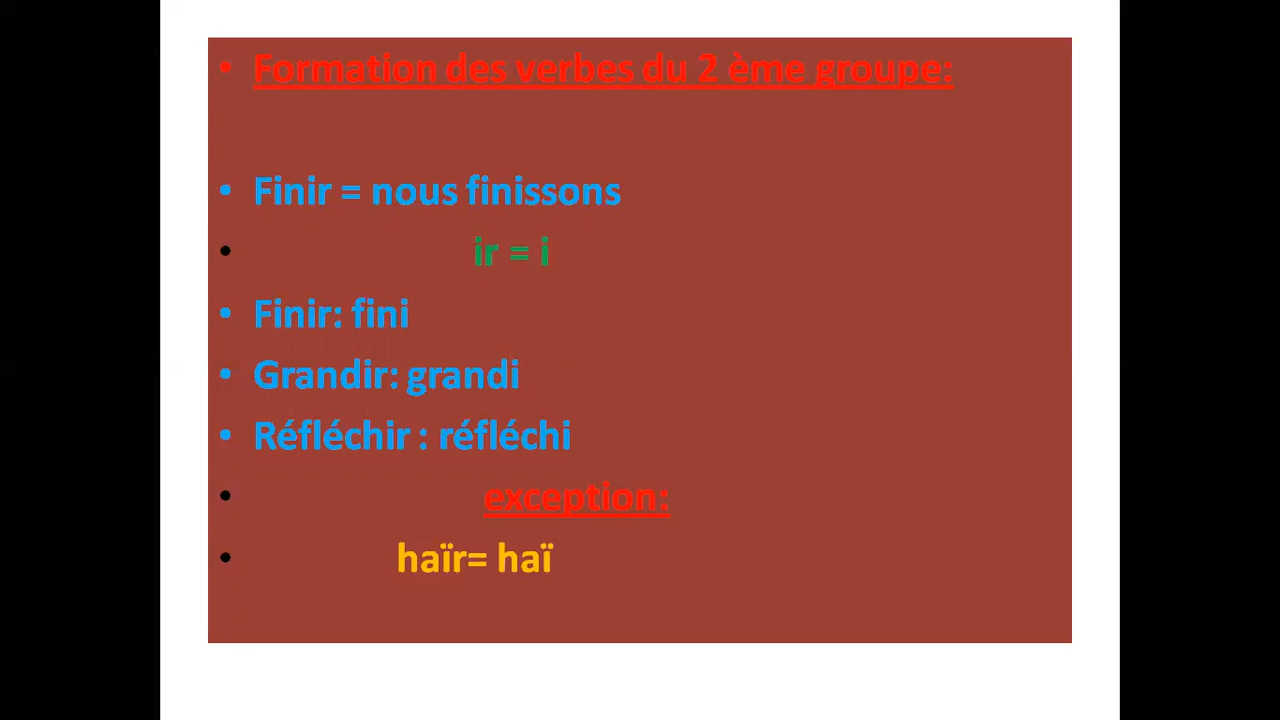 • Formation des verbes du 2 ème groupe:
• Finir = nous finissons
• ir = i
• Finir: fini
• Grandir: grandi
• Réfléchir : réfléchi
• exception:
• haïr= haï